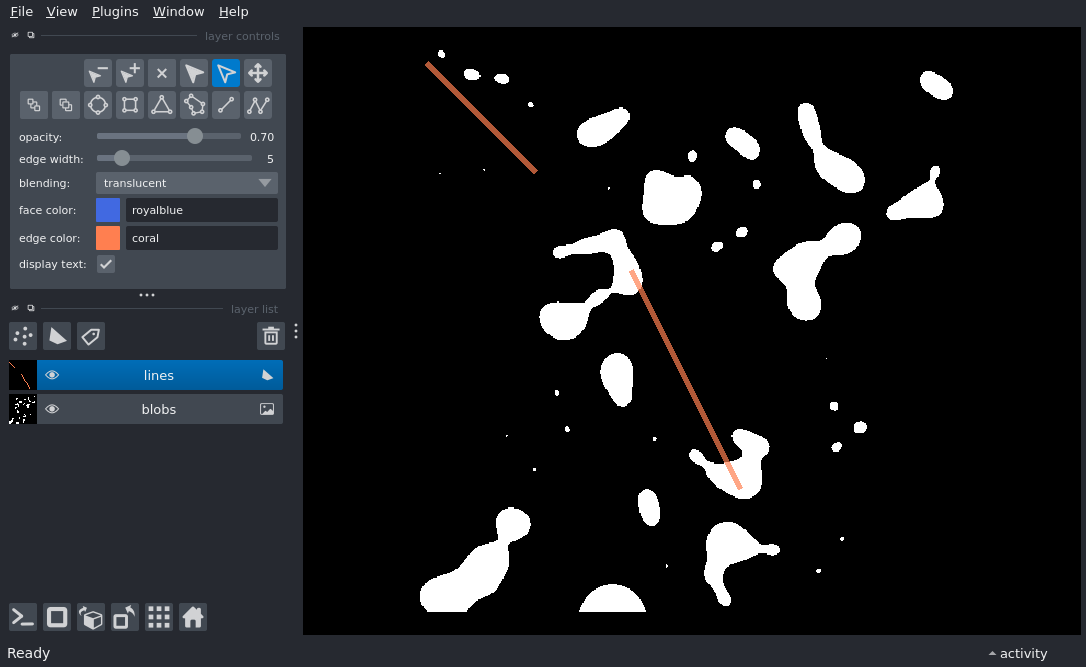 File View Plugins Window Help
layer controls
opacity: 0.70
edge width: 5
blending: translucent
face color: royalblue
edge color: coral
display text:
layer list
lines
blobs
Ready
activity